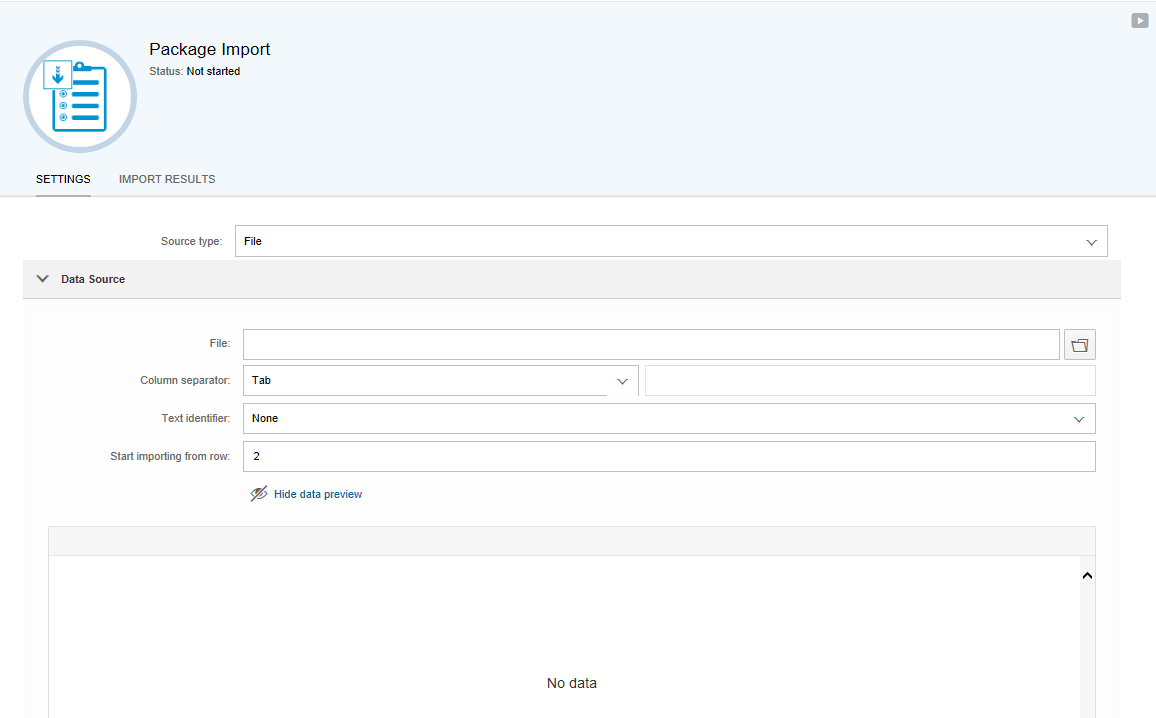 Package Import
Status: Not started
SETTINGS IMPORT RESULTS
Source type: File
Data Source
File:
Column separator: Tab
Text identifier: None
Start importing from row: 2
Hide data preview
No data